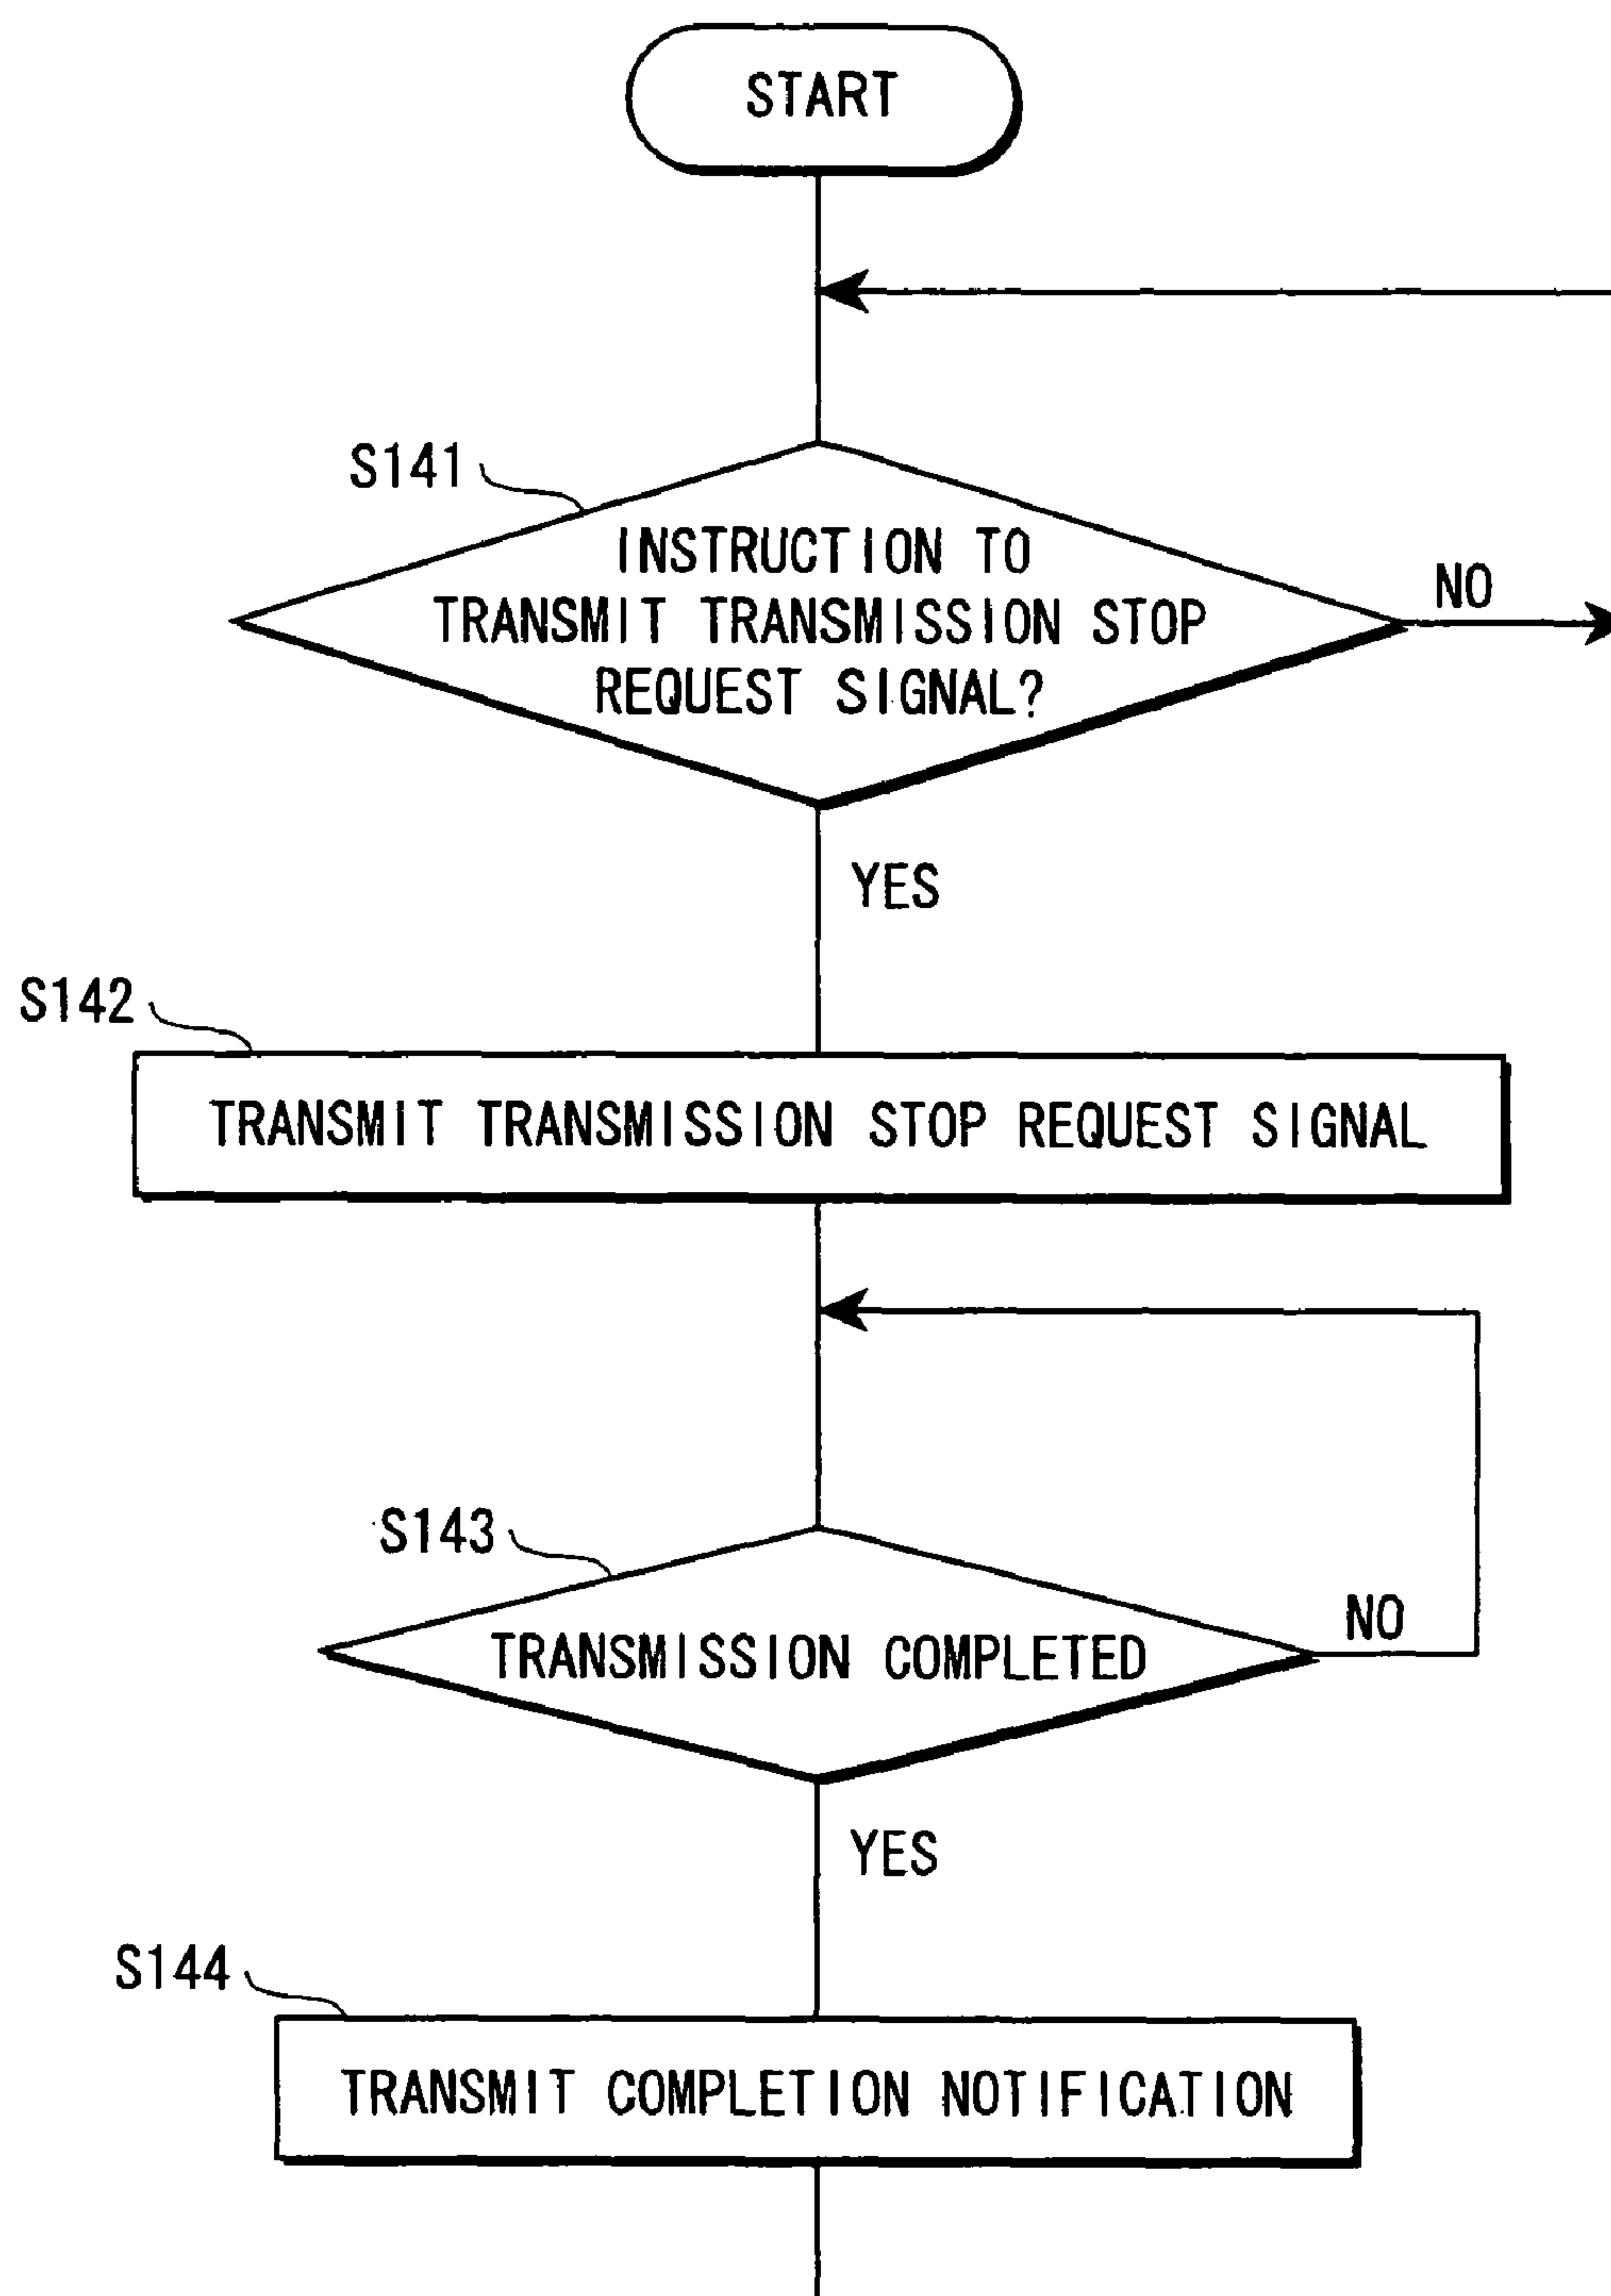 START
S141
INSTRUCTION TO
TRANSMIT TRANSMISSION STOP
REQUEST SIGNAL?
NO
YES
S142
TRANSMIT TRANSMISSION STOP REQUEST SIGNAL
S143
TRANSMISSION COMPLETED
NO
YES
S144
TRANSMIT COMPLETION NOTIFICATION